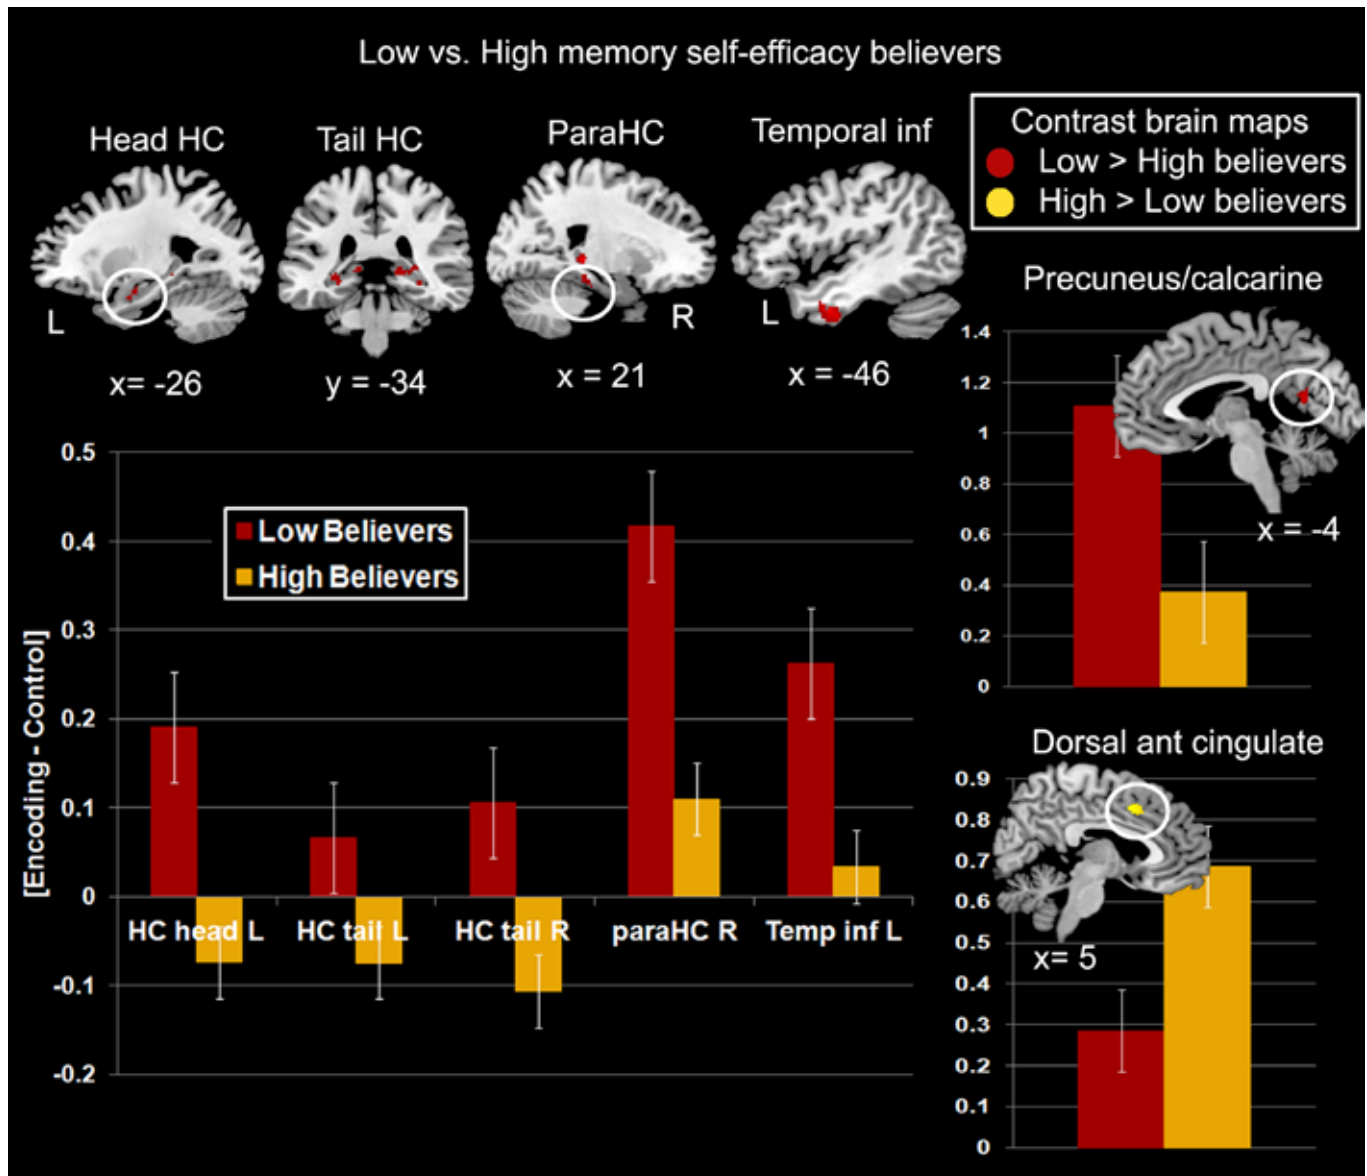 Low vs. High memory self-efficacy believers
Head HC
Tail HC
ParaHC
Temporal inf
Contrast brain maps
Low > High believers
High > Low believers
L
R
L
x= -26
y = -34
x = 21
x = -46
Precuneus/calcarine
1.4
1.2
1
0.8
0.6
0.4
0.2
0
x = -4
[Encoding - Control]
0.5
0.4
0.3
0.2
0.1
0
-0.1
-0.2
Low Believers
High Believers
HC head L
HC tail L
HC tail R
paraHC R
Temp inf L
Dorsal ant cingulate
0.9
0.8
0.7
0.6
0.5
0.4
0.3
0.2
0.1
0
x= 5